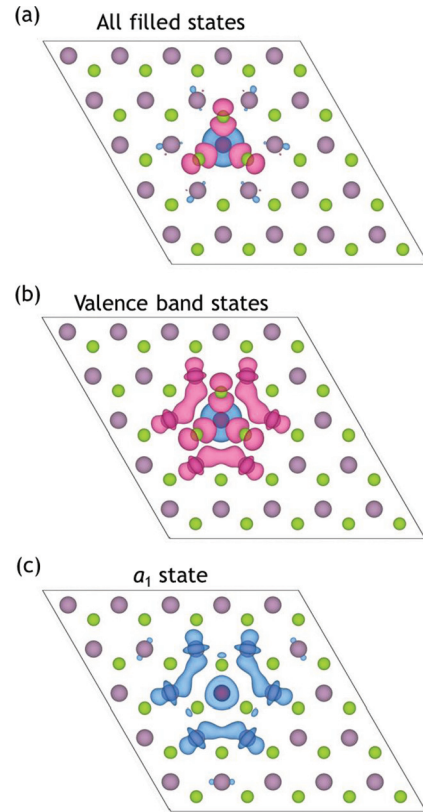 (a)
All filled states
(b)
Valence band states
(c)
a₁ state